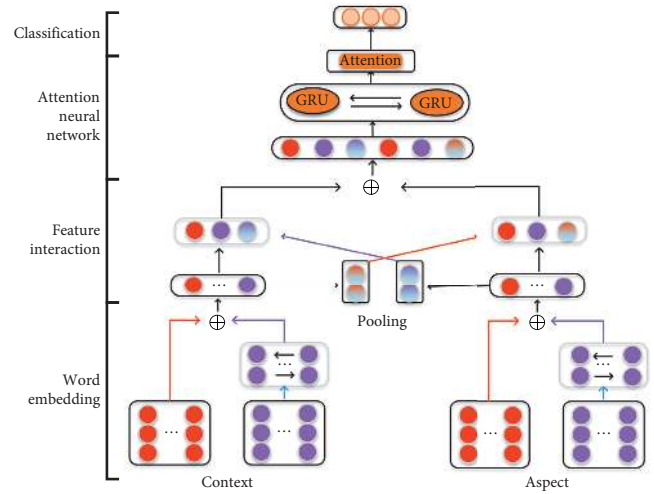 Classification
Attention
neural
network
Feature
interaction
Word
embedding
Attention
GRU
GRU
...
...
Pooling
...
...
...
...
...
...
Context
Aspect